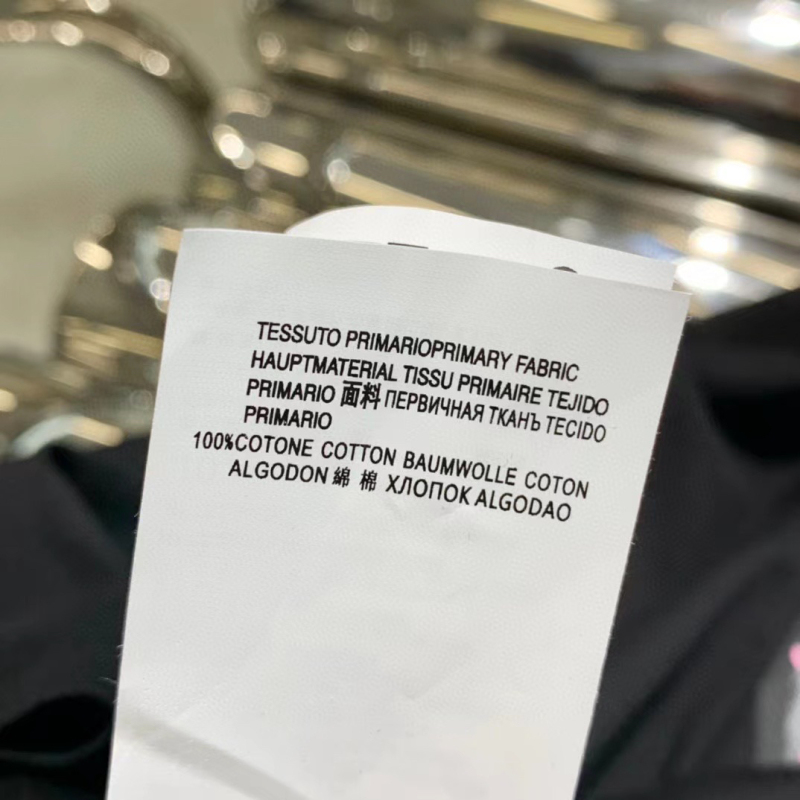 TESSUTO PRIMARIOPRIMARY FABRIC
HAUPTMATERIAL TISSU PRIMAIRE TEJIDO
PRIMARIO 面料 ПЕРВИЧНАЯ ТКАНЪ TECIDO
PRIMARIO
100%COTONE COTTON BAUMWOLLE COTON
ALGODON 綿 棉 ХЛОПОК ALGODAO